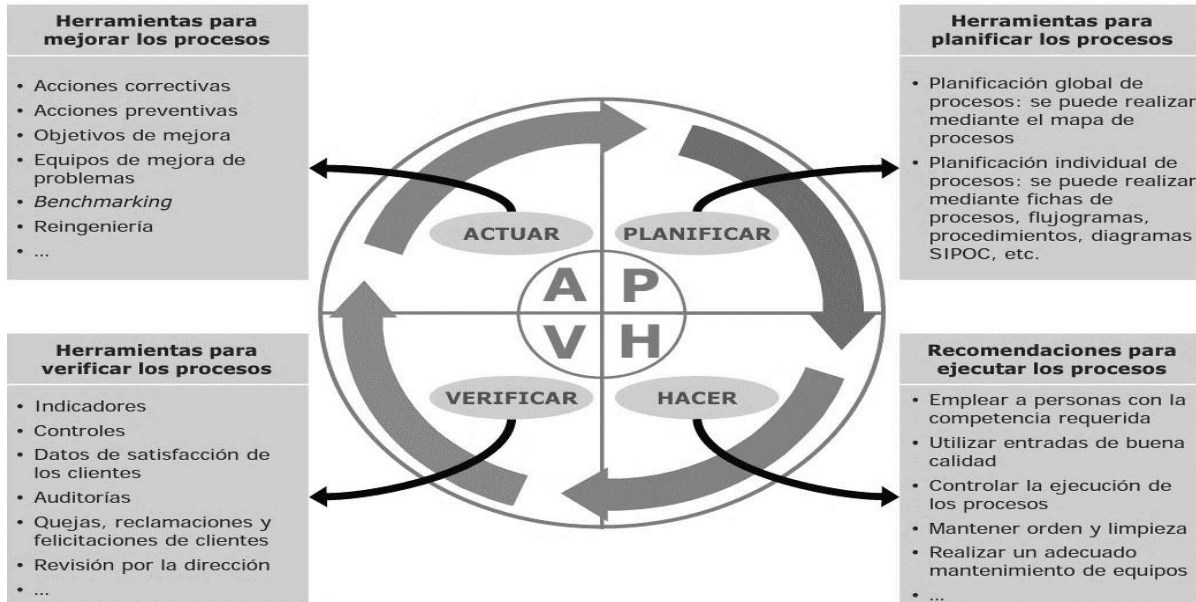 Herramientas para
mejorar los procesos
• Acciones correctivas
• Acciones preventivas
• Objetivos de mejora
• Equipos de mejora de
problemas
• Benchmarking
• Reingeniería
• ...
Herramientas para
planificar los procesos
• Planificación global de
procesos: se puede realizar
mediante el mapa de
procesos
• Planificación individual de
procesos: se puede realizar
mediante fichas de
procesos, flujogramas,
procedimientos, diagramas
SIPOC, etc.
ACTUAR
PLANIFICAR
A P
V H
VERIFICAR
HACER
Herramientas para
verificar los procesos
• Indicadores
• Controles
• Datos de satisfacción de
los clientes
• Auditorías
• Quejas, reclamaciones y
felicitaciones de clientes
• Revisión por la dirección
• ...
Recomendaciones para
ejecutar los procesos
• Emplear a personas con la
competencia requerida
• Utilizar entradas de buena
calidad
• Controlar la ejecución de
los procesos
• Mantener orden y limpieza
• Realizar un adecuado
mantenimiento de equipos
• ...